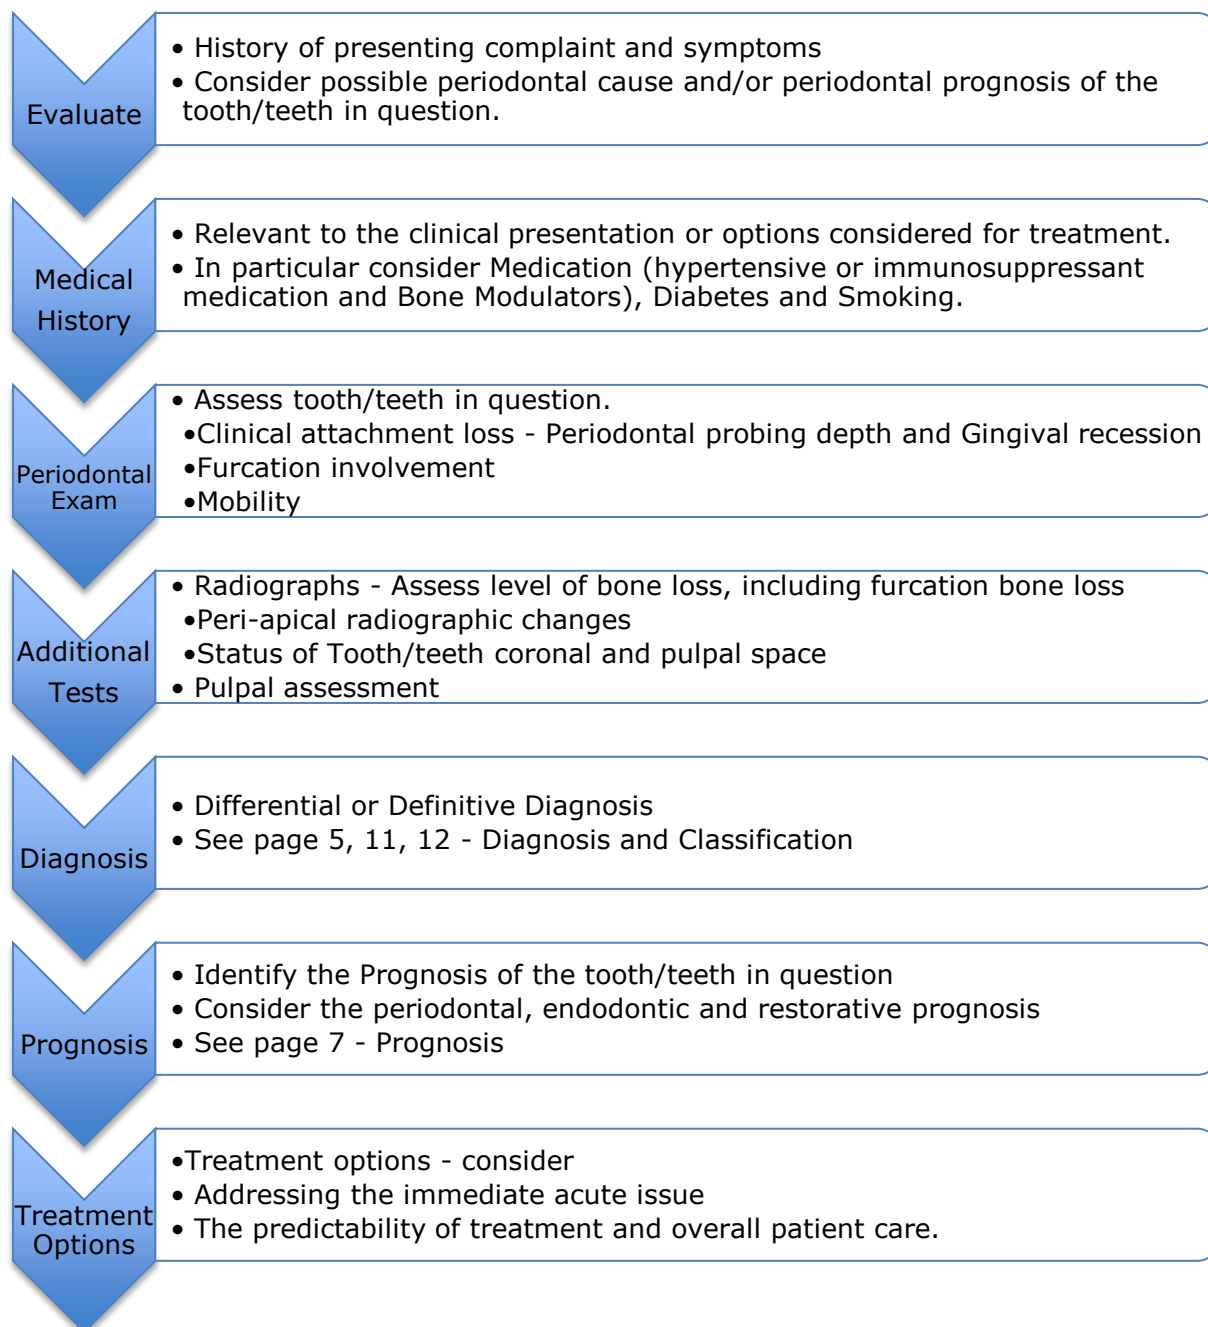 Evaluate
• History of presenting complaint and symptoms
• Consider possible periodontal cause and/or periodontal prognosis of the
tooth/teeth in question.
Medical
History
• Relevant to the clinical presentation or options considered for treatment.
• In particular consider Medication (hypertensive or immunosuppressant
medication and Bone Modulators), Diabetes and Smoking.
Periodontal
Exam
• Assess tooth/teeth in question.
•Clinical attachment loss - Periodontal probing depth and Gingival recession
•Furcation involvement
•Mobility
Additional
Tests
• Radiographs - Assess level of bone loss, including furcation bone loss
•Peri-apical radiographic changes
•Status of Tooth/teeth coronal and pulpal space
• Pulpal assessment
Diagnosis
• Differential or Definitive Diagnosis
• See page 5, 11, 12 - Diagnosis and Classification
Prognosis
• Identify the Prognosis of the tooth/teeth in question
• Consider the periodontal, endodontic and restorative prognosis
• See page 7 - Prognosis
Treatment
Options
•Treatment options - consider
• Addressing the immediate acute issue
• The predictability of treatment and overall patient care.